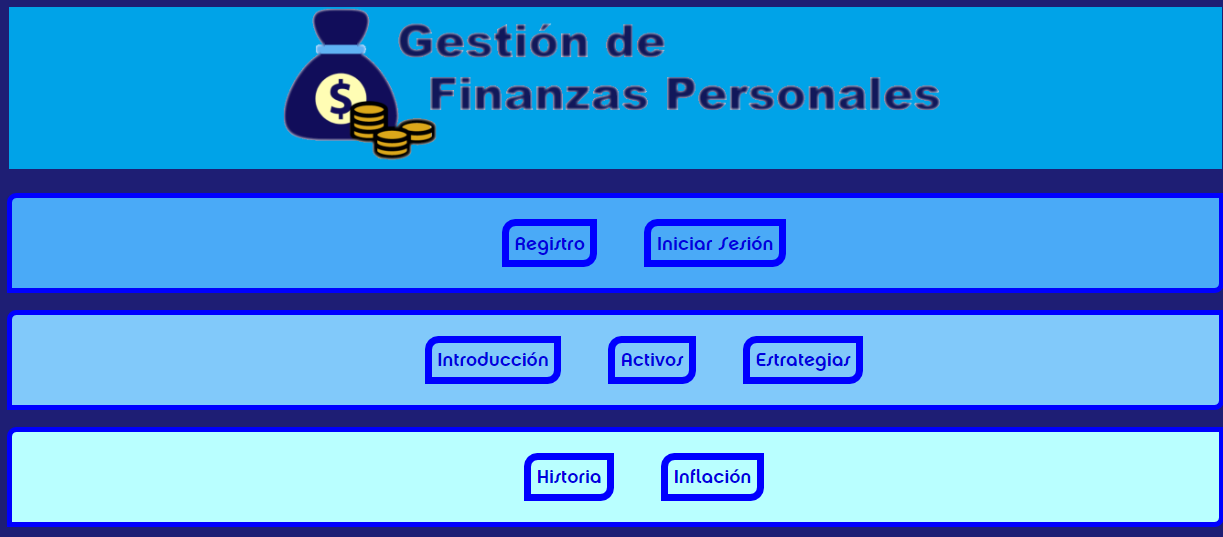 Gestión de
Finanzas Personales
$
Registro Iniciar Sesión
Introducción Activos Estrategias
Historia Inflación